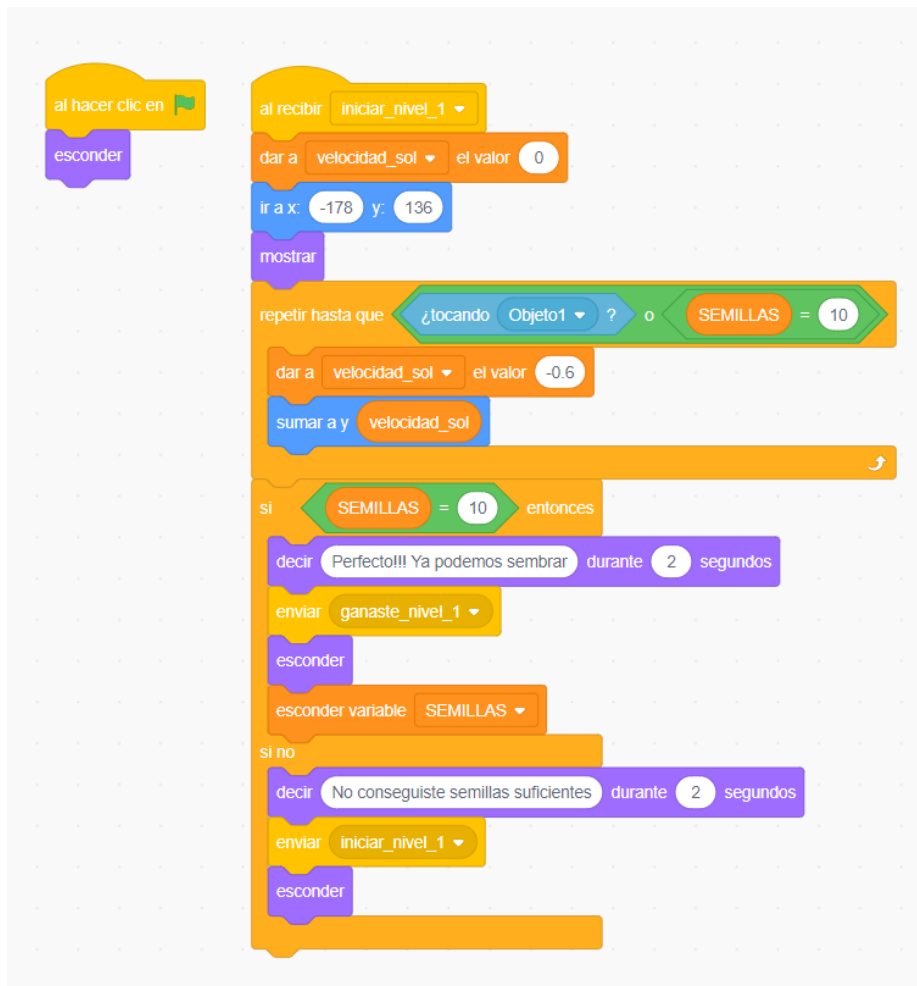 al hacer clic en
esconder
al recibir iniciar_nivel_1
dar a velocidad_sol el valor 0
ir a x: -178 y: 136
mostrar
repetir hasta que ¿tocando Objeto1 ? o SEMILLAS = 10
dar a velocidad_sol el valor -0.6
sumar a y velocidad_sol
si SEMILLAS = 10 entonces
decir Perfecto!!! Ya podemos sembrar durante 2 segundos
enviar ganaste_nivel_1
esconder
esconder variable SEMILLAS
si no
decir No conseguiste semillas suficientes durante 2 segundos
enviar iniciar_nivel_1
esconder